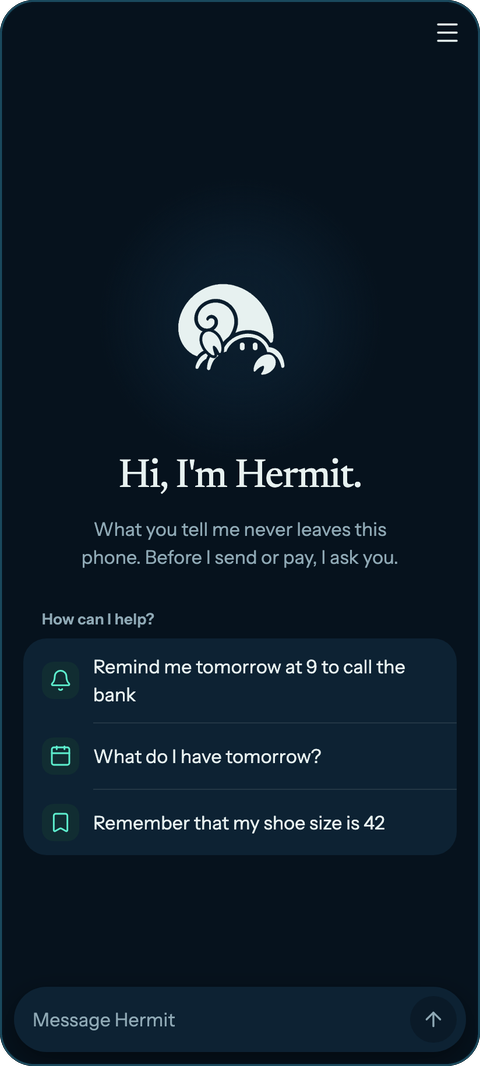 Hi, I'm Hermit.
What you tell me never leaves this
phone. Before I send or pay, I ask you.
How can I help?
Remind me tomorrow at 9 to call the
bank
What do I have tomorrow?
Remember that my shoe size is 42
Message Hermit